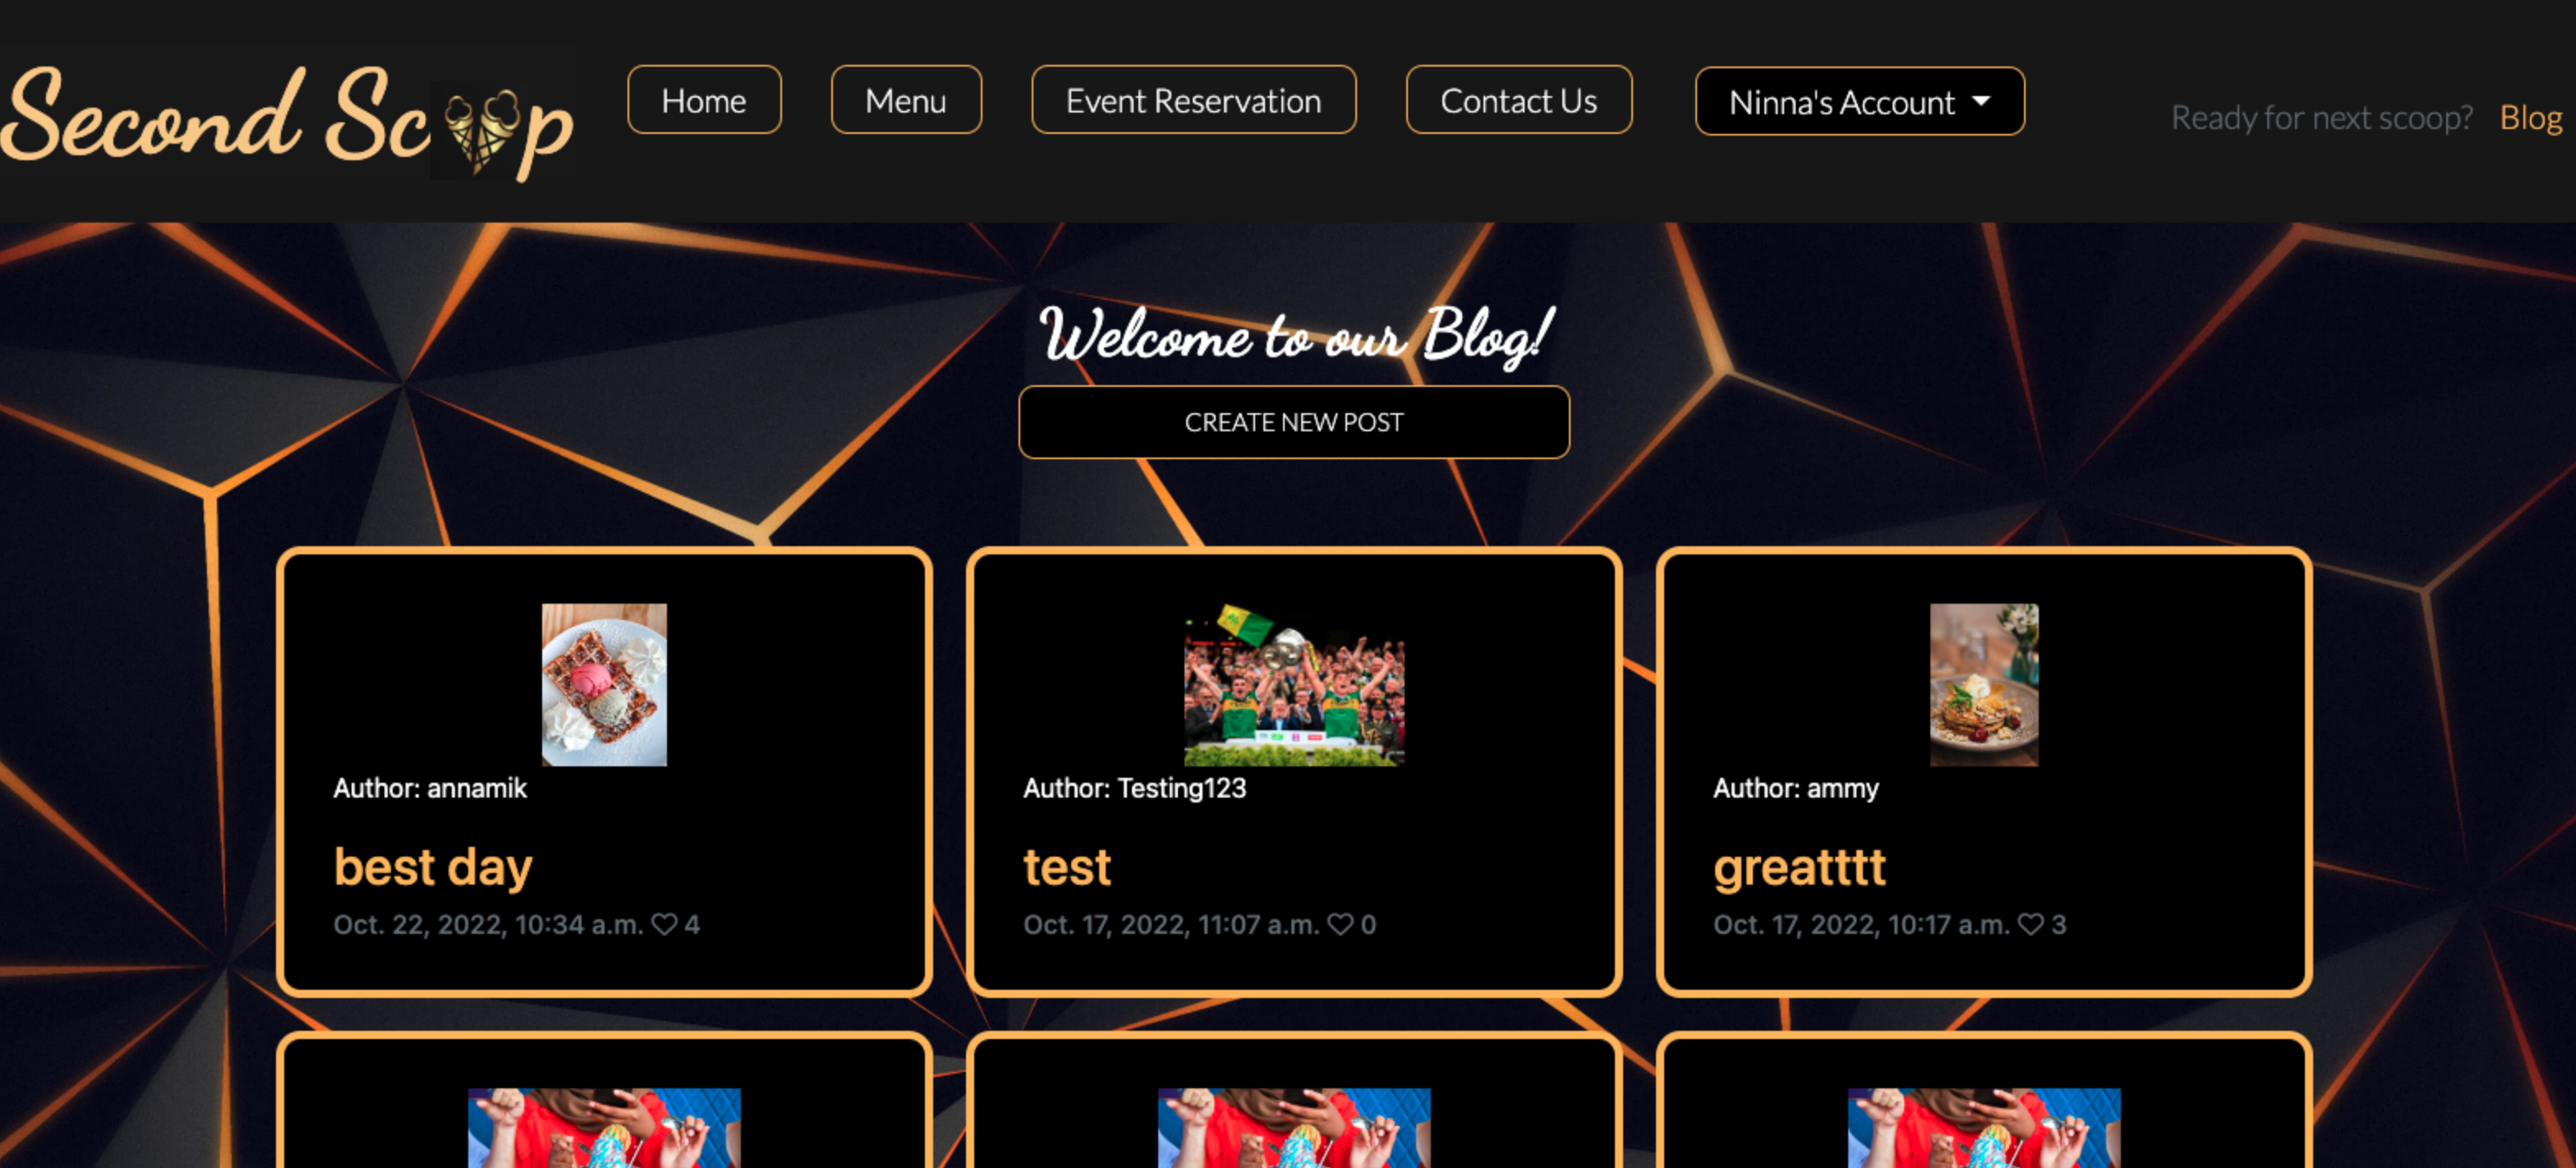 Second Scoop
Home
Menu
Event Reservation
Contact Us
Ninna's Account
Ready for next scoop? Blog
Welcome to our Blog!
CREATE NEW POST
Author: annamik
best day
Oct. 22, 2022, 10:34 a.m. 4
Author: Testing123
test
Oct. 17, 2022, 11:07 a.m. 0
Author: ammy
greatttt
Oct. 17, 2022, 10:17 a.m. 3